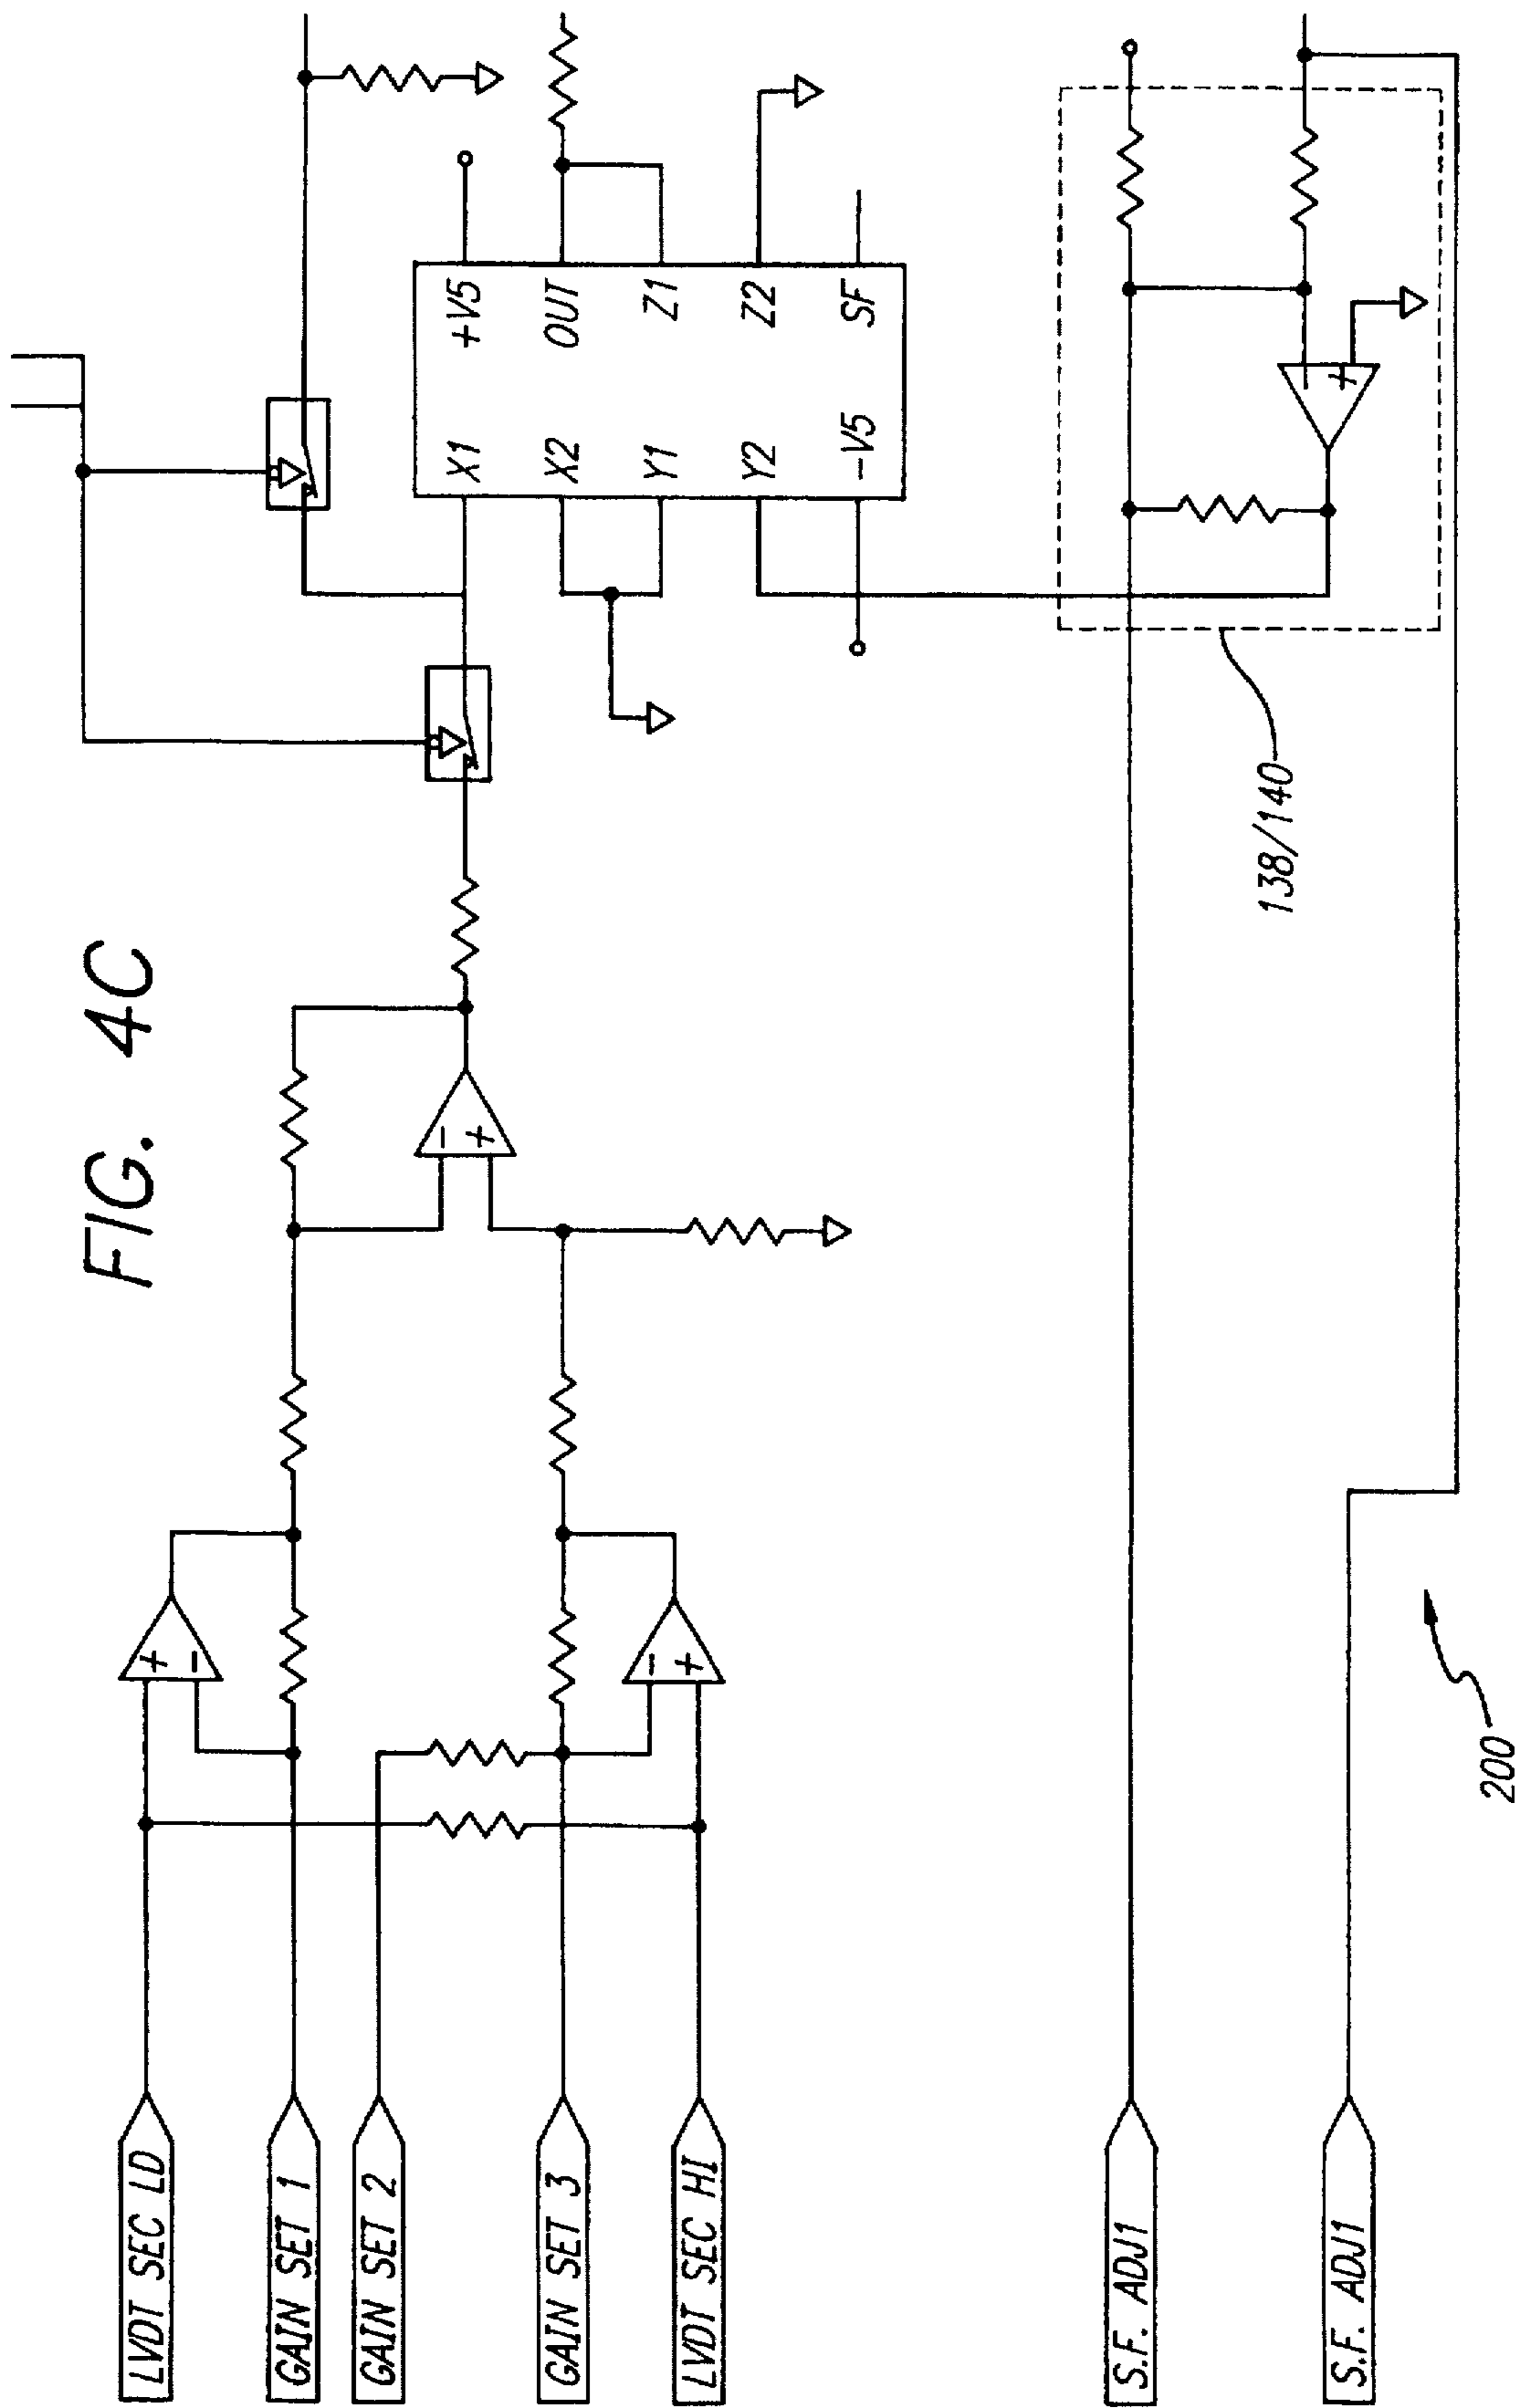 FIG. 4C
LVDT SEC LD
GAIN SET 1
GAIN SET 2
GAIN SET 3
LVDT SEC HI
S.F. ADJ1
S.F. ADJ1
+
-
-
+
-
+
X1
X2
Y1
Y2
-V5
+V5
OUT
Z1
Z2
SF
-
+
138/140
200